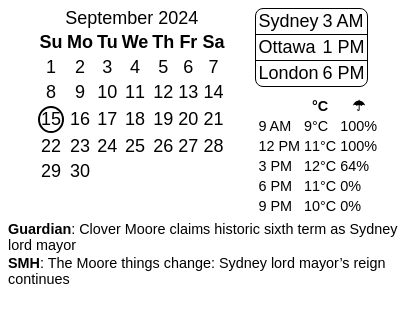 September 2024
Su Mo Tu We Th Fr Sa
1 2 3 4 5 6 7
8 9 10 11 12 13 14
15 16 17 18 19 20 21
22 23 24 25 26 27 28
29 30
Sydney 3 AM
Ottawa 1 PM
London 6 PM
°C ☂
9 AM 9°C 100%
12 PM 11°C 100%
3 PM 12°C 64%
6 PM 11°C 0%
9 PM 10°C 0%
Guardian: Clover Moore claims historic sixth term as Sydney
lord mayor
SMH: The Moore things change: Sydney lord mayor’s reign
continues